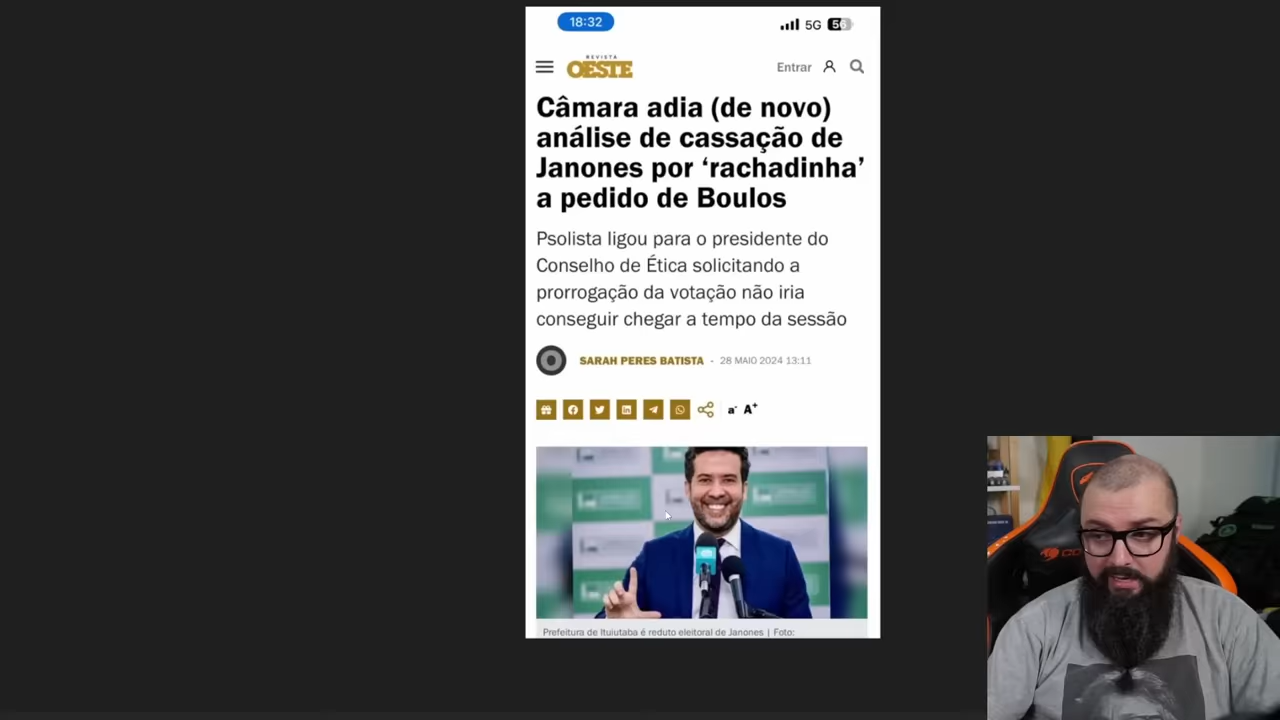 18:32
5G 56
REVISTA
OESTE
Entrar
Câmara adia (de novo)
análise de cassação de
Janones por ‘rachadinha’
a pedido de Boulos
Psolista ligou para o presidente do
Conselho de Ética solicitando a
prorrogação da votação não iria
conseguir chegar a tempo da sessão
SARAH PERES BATISTA - 28 MAIO 2024 13:11
a- A+
Prefeitura de Ituiutaba é reduto eleitoral de Janones | Foto: